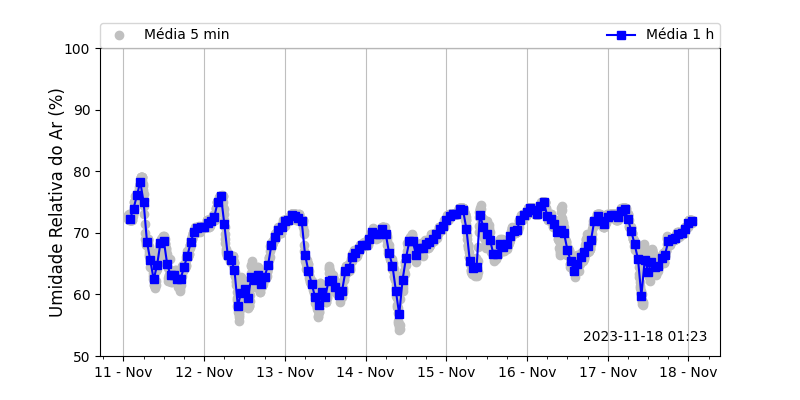 Média 5 min
Média 1 h
Umidade Relativa do Ar (%)
100
90
80
70
60
50
2023-11-18 01:23
11 - Nov
12 - Nov
13 - Nov
14 - Nov
15 - Nov
16 - Nov
17 - Nov
18 - Nov